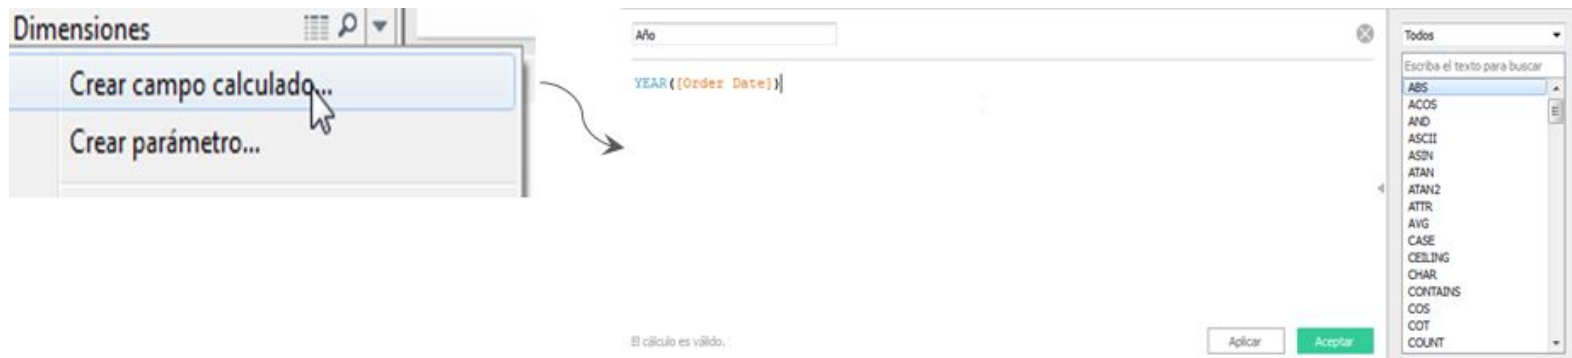 Dimensiones
Crear campo calculado...
Crear parámetro...
Año
YEAR([Order Date])
El cálculo es válido.
Aplicar
Aceptar
Todos
Escriba el texto para buscar
ABS
ACOS
AND
ASCII
ASIN
ATAN
ATAN2
ATTR
AVG
CASE
CEILING
CHAR
CONTAINS
COS
COT
COUNT